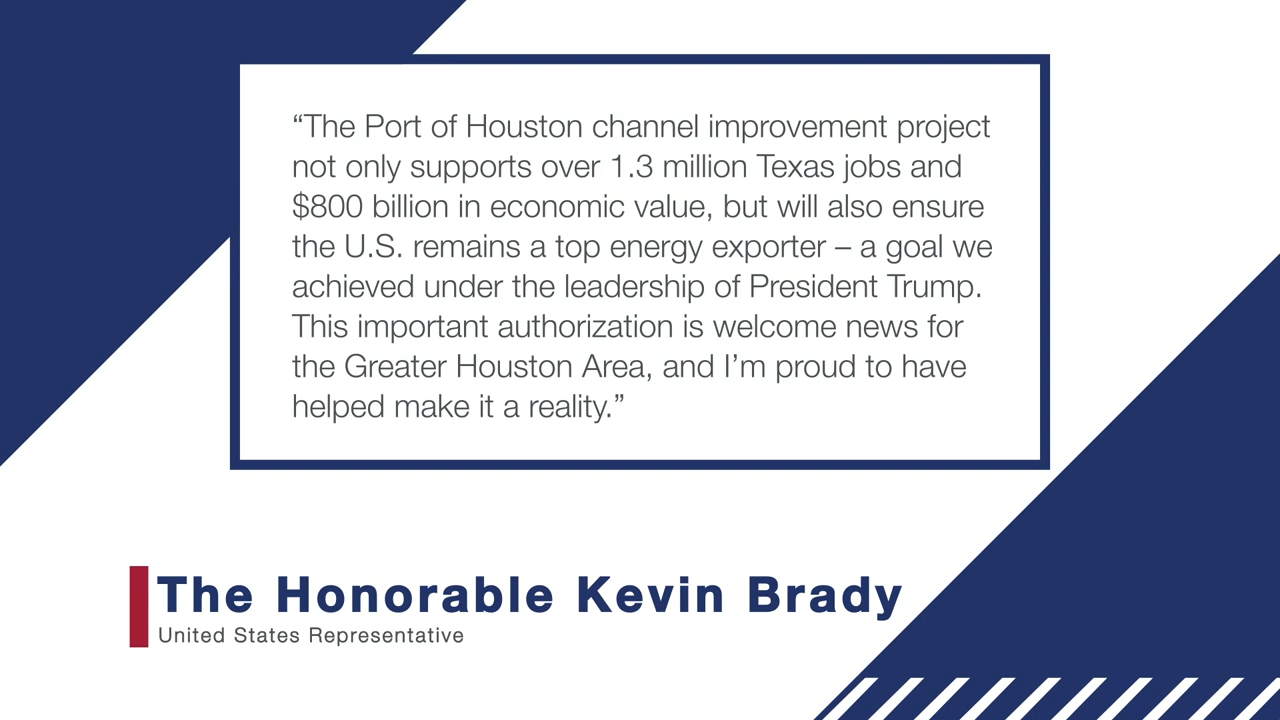 “The Port of Houston channel improvement project
not only supports over 1.3 million Texas jobs and
$800 billion in economic value, but will also ensure
the U.S. remains a top energy exporter – a goal we
achieved under the leadership of President Trump.
This important authorization is welcome news for
the Greater Houston Area, and I’m proud to have
helped make it a reality.”
The Honorable Kevin Brady
United States Representative